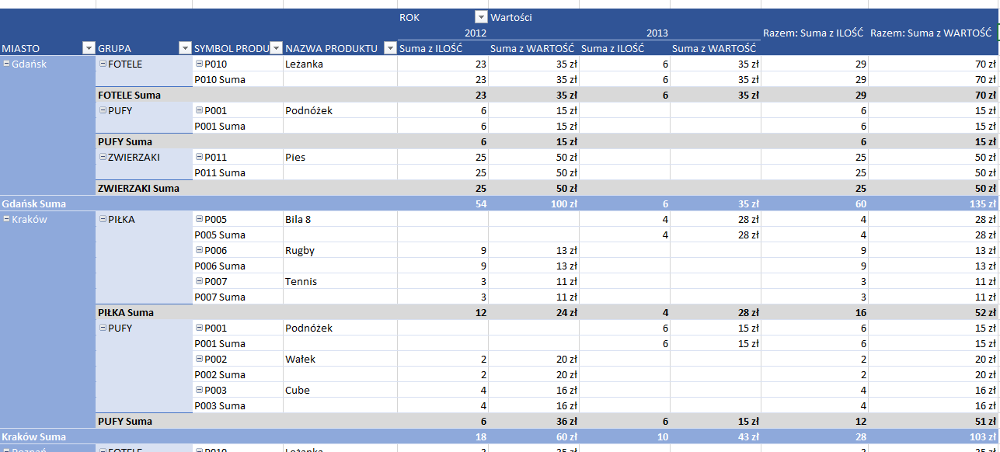 ROK Wartości
2012 2013 Razem: Suma z ILOŚĆ Razem: Suma z WARTOŚĆ
MIASTO GRUPA SYMBOL PRODU NAZWA PRODUKTU Suma z ILOŚĆ Suma z WARTOŚĆ Suma z ILOŚĆ Suma z WARTOŚĆ
Gdańsk FOTELE P010 Leżanka 23 35 zł 6 35 zł 29 70 zł
P010 Suma 23 35 zł 6 35 zł 29 70 zł
FOTELE Suma 23 35 zł 6 35 zł 29 70 zł
PUFY P001 Podnóżek 6 15 zł 6 15 zł
P001 Suma 6 15 zł 6 15 zł
PUFY Suma 6 15 zł 6 15 zł
ZWIERZAKI P011 Pies 25 50 zł 25 50 zł
P011 Suma 25 50 zł 25 50 zł
ZWIERZAKI Suma 25 50 zł 25 50 zł
Gdańsk Suma 54 100 zł 6 35 zł 60 135 zł
Kraków PIŁKA P005 Bila 8 4 28 zł 4 28 zł
P005 Suma 4 28 zł 4 28 zł
P006 Rugby 9 13 zł 9 13 zł
P006 Suma 9 13 zł 9 13 zł
P007 Tennis 3 11 zł 3 11 zł
P007 Suma 3 11 zł 3 11 zł
PIŁKA Suma 12 24 zł 4 28 zł 16 52 zł
PUFY P001 Podnóżek 6 15 zł 6 15 zł
P001 Suma 6 15 zł 6 15 zł
P002 Wałek 2 20 zł 2 20 zł
P002 Suma 2 20 zł 2 20 zł
P003 Cube 4 16 zł 4 16 zł
P003 Suma 4 16 zł 4 16 zł
PUFY Suma 6 36 zł 6 15 zł 12 51 zł
Kraków Suma 18 60 zł 10 43 zł 28 103 zł
Poznań FOTELE P010 Leżanka 2 25 zł 2 25 zł